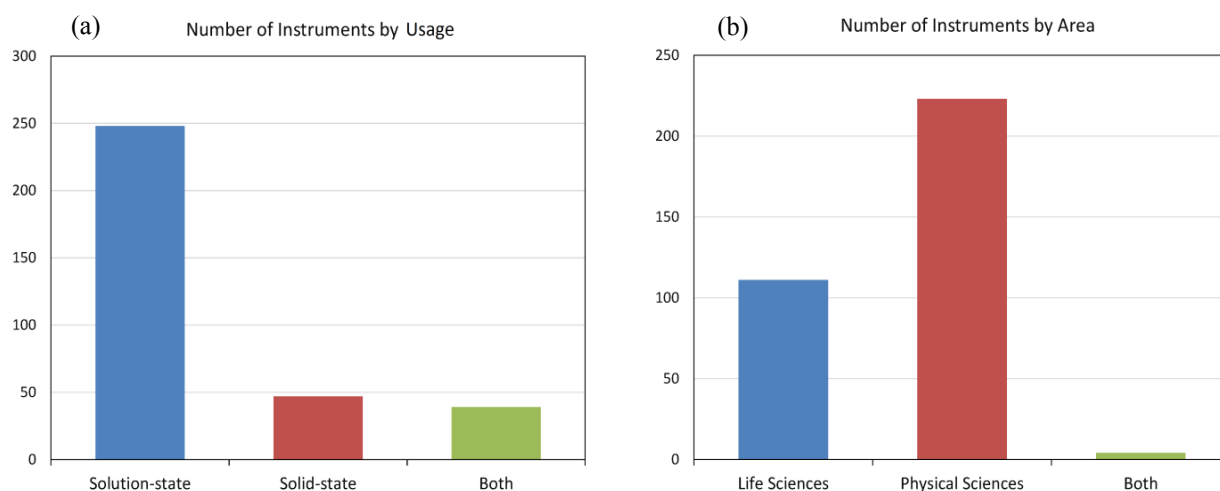 (a)
Number of Instruments by Usage
300
250
200
150
100
50
0
Solution-state Solid-state Both
(b)
Number of Instruments by Area
250
200
150
100
50
0
Life Sciences Physical Sciences Both